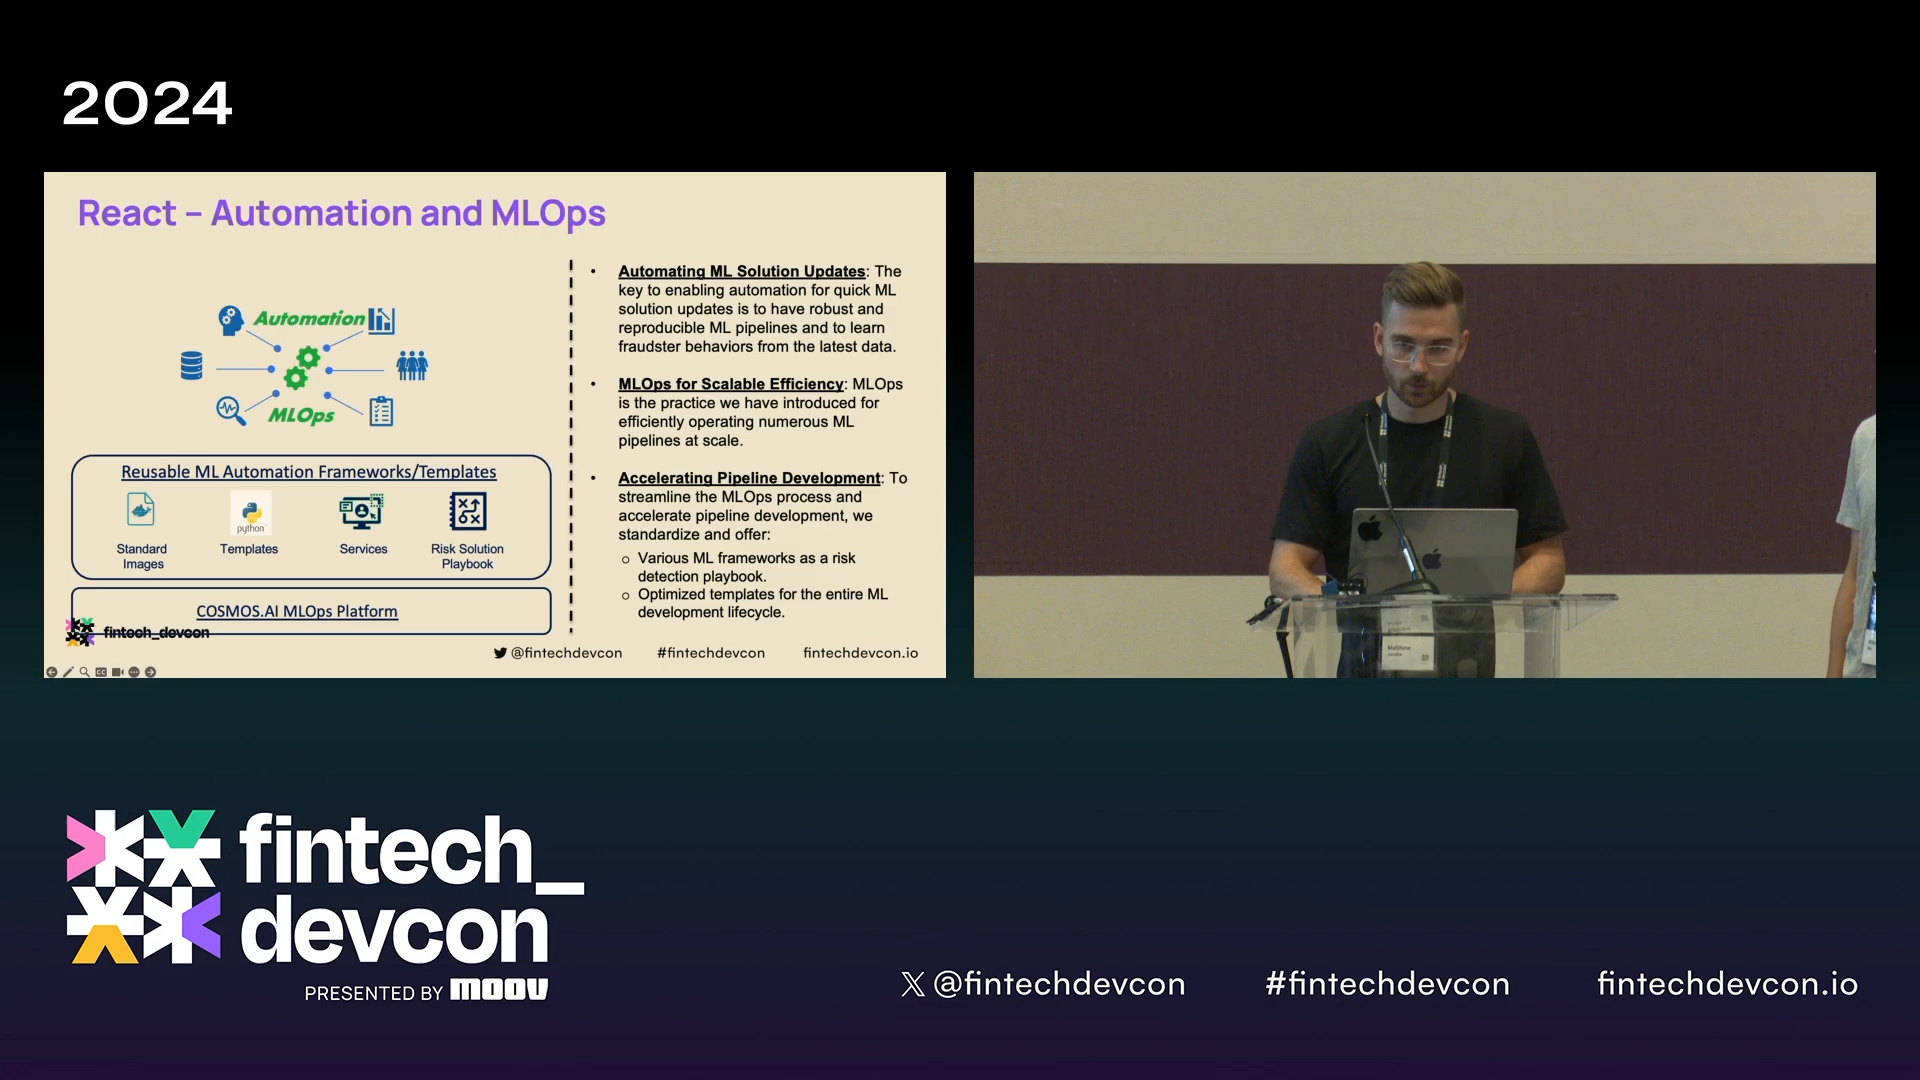 2024
React – Automation and MLOps
Automation
MLOps
Reusable ML Automation Frameworks/Templates
python
Standard
Images
Templates
Services
Risk Solution
Playbook
COSMOS.AI MLOps Platform
fintech_devcon
• Automating ML Solution Updates: The
key to enabling automation for quick ML
solution updates is to have robust and
reproducible ML pipelines and to learn
fraudster behaviors from the latest data.
• MLOps for Scalable Efficiency: MLOps
is the practice we have introduced for
efficiently operating numerous ML
pipelines at scale.
• Accelerating Pipeline Development: To
streamline the MLOps process and
accelerate pipeline development, we
standardize and offer:
o Various ML frameworks as a risk
detection playbook.
o Optimized templates for the entire ML
development lifecycle.
@fintechdevcon #fintechdevcon fintechdevcon.io
CC
Matthew
fintech_
devcon
PRESENTED BY moov
X @fintechdevcon #fintechdevcon fintechdevcon.io